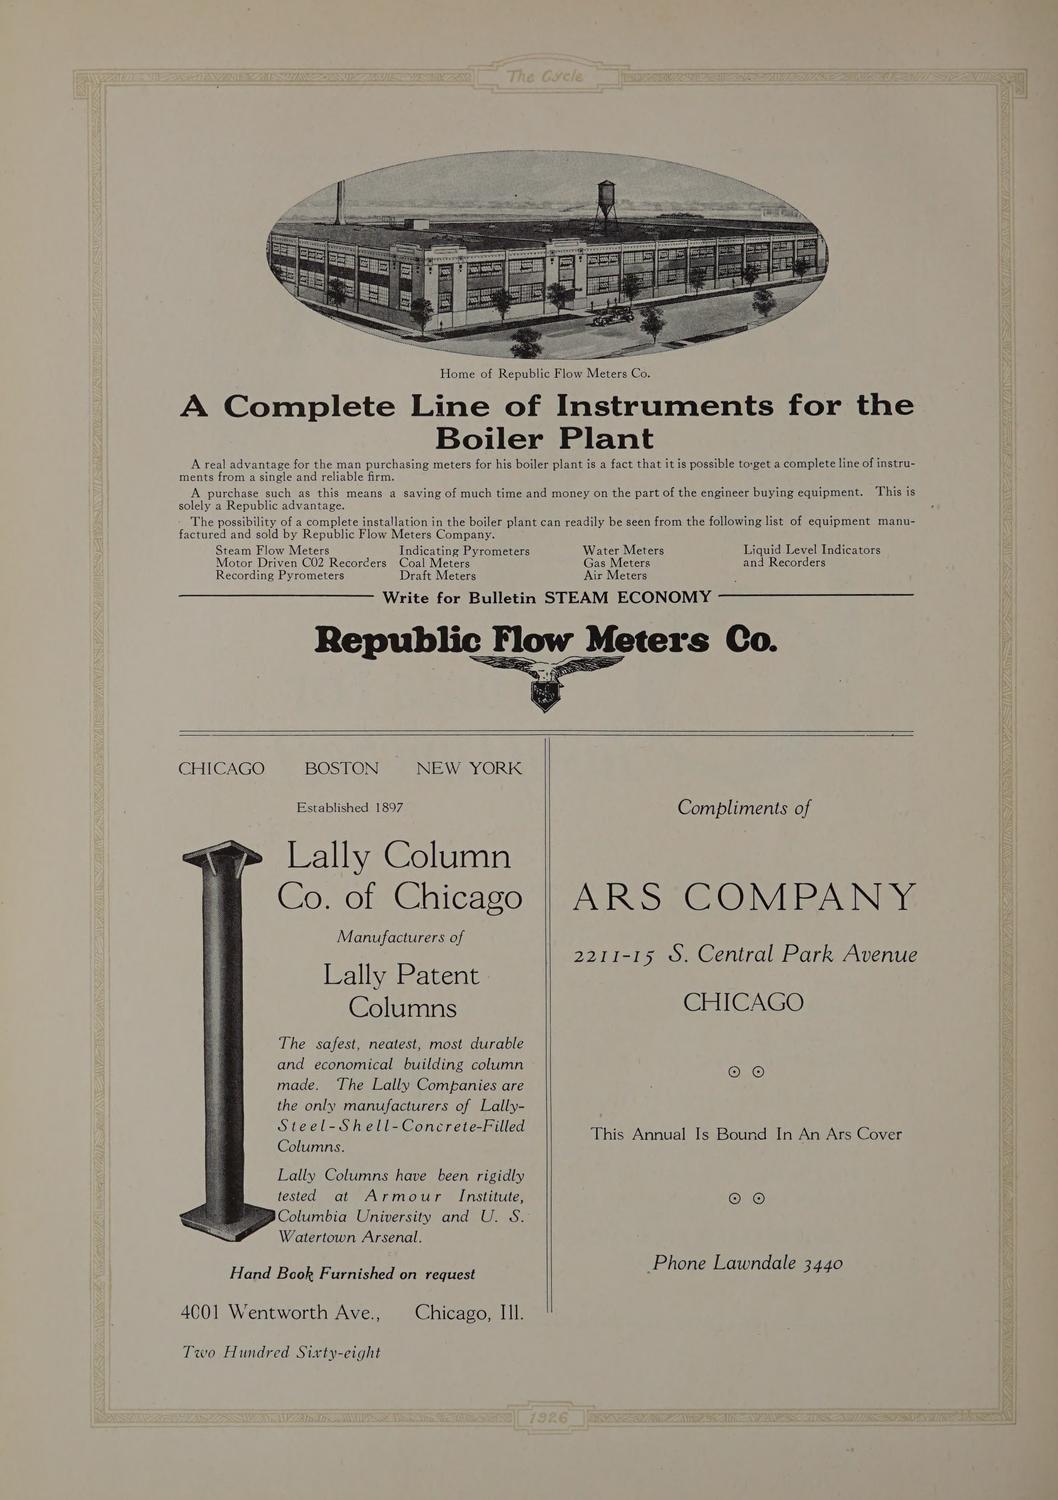 The Cycle
Home of Republic Flow Meters Co.
A Complete Line of Instruments for the
Boiler Plant
A real advantage for the man purchasing meters for his boiler plant is a fact that it is possible to get a complete line of instru-
ments from a single and reliable firm.
A purchase such as this means a saving of much time and money on the part of the engineer buying equipment. This is
solely a Republic advantage.
The possibility of a complete installation in the boiler plant can readily be seen from the following list of equipment manu-
factured and sold by Republic Flow Meters Company.
Steam Flow Meters Indicating Pyrometers Water Meters Liquid Level Indicators
Motor Driven C02 Recorders Coal Meters Gas Meters and Recorders
Recording Pyrometers Draft Meters Air Meters
Write for Bulletin STEAM ECONOMY
Republic Flow Meters Co.
CHICAGO BOSTON NEW YORK
Established 1897
Lally Column
Co. of Chicago
Manufacturers of
Lally Patent
Columns
The safest, neatest, most durable
and economical building column
made. The Lally Companies are
the only manufacturers of Lally-
Steel-Shell-Concrete-Filled
Columns.
Lally Columns have been rigidly
tested at Armour Institute,
Columbia University and U. S.
Watertown Arsenal.
Hand Book Furnished on request
4001 Wentworth Ave., Chicago, Ill.
Compliments of
ARS COMPANY
2211-15 S. Central Park Avenue
CHICAGO
This Annual Is Bound In An Ars Cover
Phone Lawndale 3440
Two Hundred Sixty-eight
1926